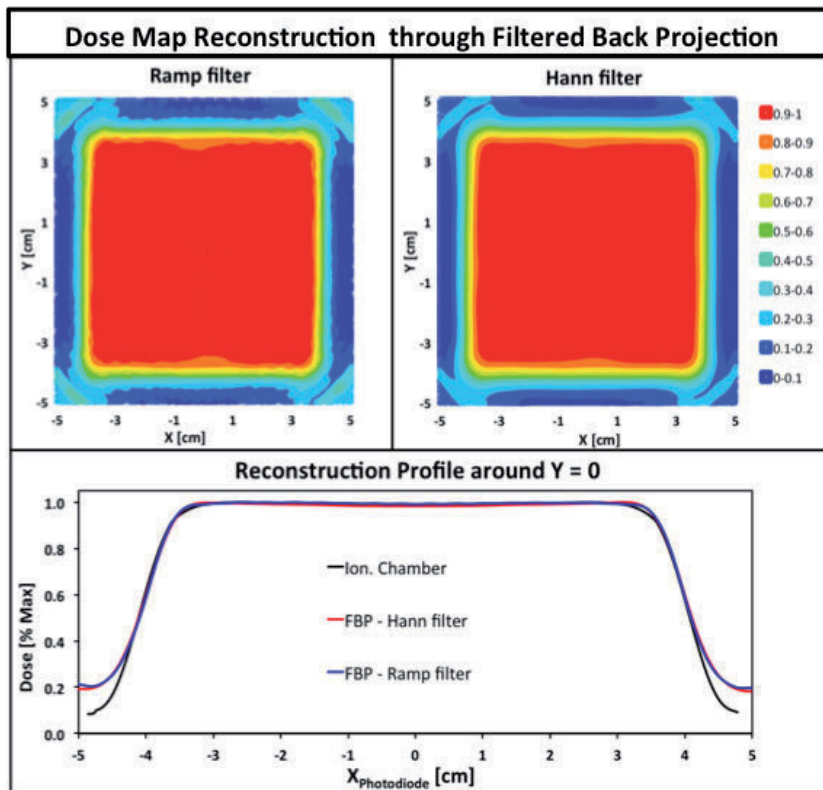 Dose Map Reconstruction through Filtered Back Projection
Ramp filter
5
3
1
-1
-3
-5
Y [cm]
-5 -3 -1 1 3 5
X [cm]
Hann filter
5
3
1
-1
-3
-5
Y [cm]
-5 -3 -1 1 3 5
X [cm]
0.9-1
0.8-0.9
0.7-0.8
0.6-0.7
0.5-0.6
0.4-0.5
0.3-0.4
0.2-0.3
0.1-0.2
0-0.1
Reconstruction Profile around Y = 0
1.0
0.8
0.6
0.4
0.2
0.0
Dose [% Max]
Ion. Chamber
FBP - Hann filter
FBP - Ramp filter
-5 -4 -3 -2 -1 0 1 2 3 4 5
XPhotodiode [cm]